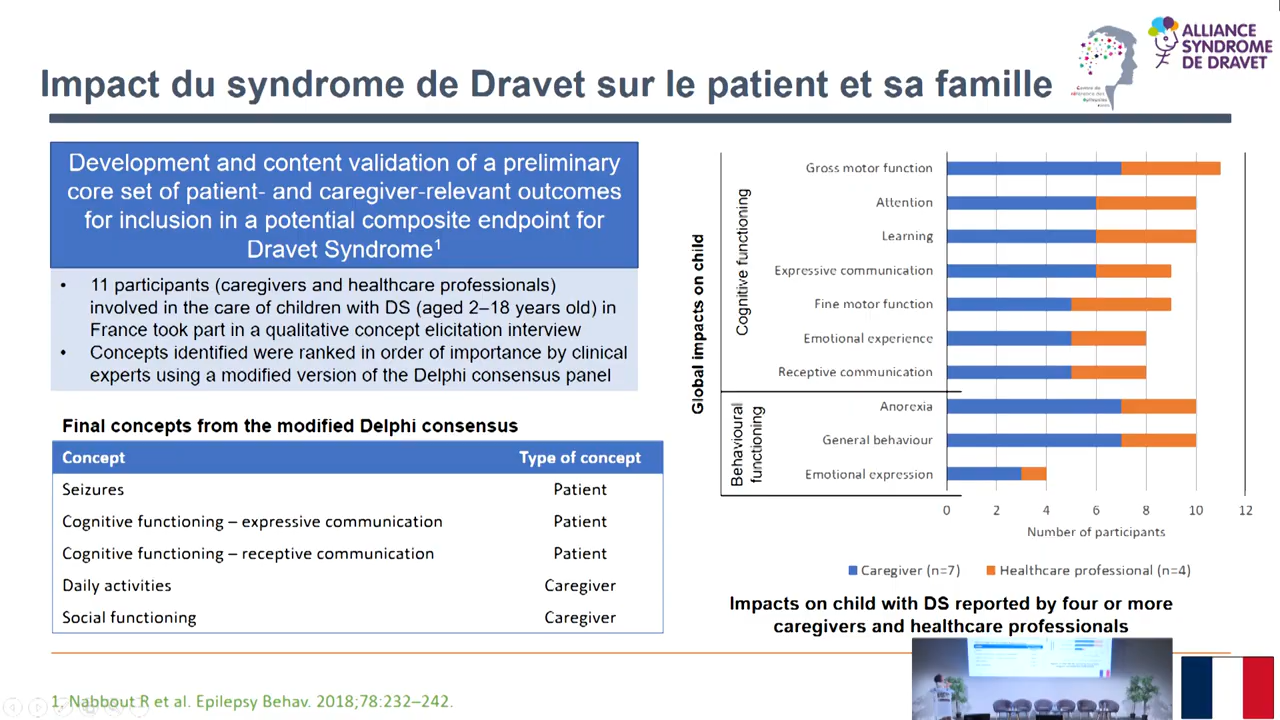 ALLIANCE
SYNDROME
DE DRAVET
Impact du syndrome de Dravet sur le patient et sa famille
Development and content validation of a preliminary
core set of patient- and caregiver-relevant outcomes
for inclusion in a potential composite endpoint for
Dravet Syndrome1
• 11 participants (caregivers and healthcare professionals)
involved in the care of children with DS (aged 2–18 years old) in
France took part in a qualitative concept elicitation interview
• Concepts identified were ranked in order of importance by clinical
experts using a modified version of the Delphi consensus panel
Final concepts from the modified Delphi consensus
Concept Type of concept
Seizures Patient
Cognitive functioning – expressive communication Patient
Cognitive functioning – receptive communication Patient
Daily activities Caregiver
Social functioning Caregiver
Global impacts on child
Cognitive functioning
Gross motor function
Attention
Learning
Expressive communication
Fine motor function
Emotional experience
Receptive communication
Behavioural
functioning
Anorexia
General behaviour
Emotional expression
0 2 4 6 8 10 12
Number of participants
Caregiver (n=7) Healthcare professional (n=4)
Impacts on child with DS reported by four or more
caregivers and healthcare professionals
1. Nabbout R et al. Epilepsy Behav. 2018;78:232–242.